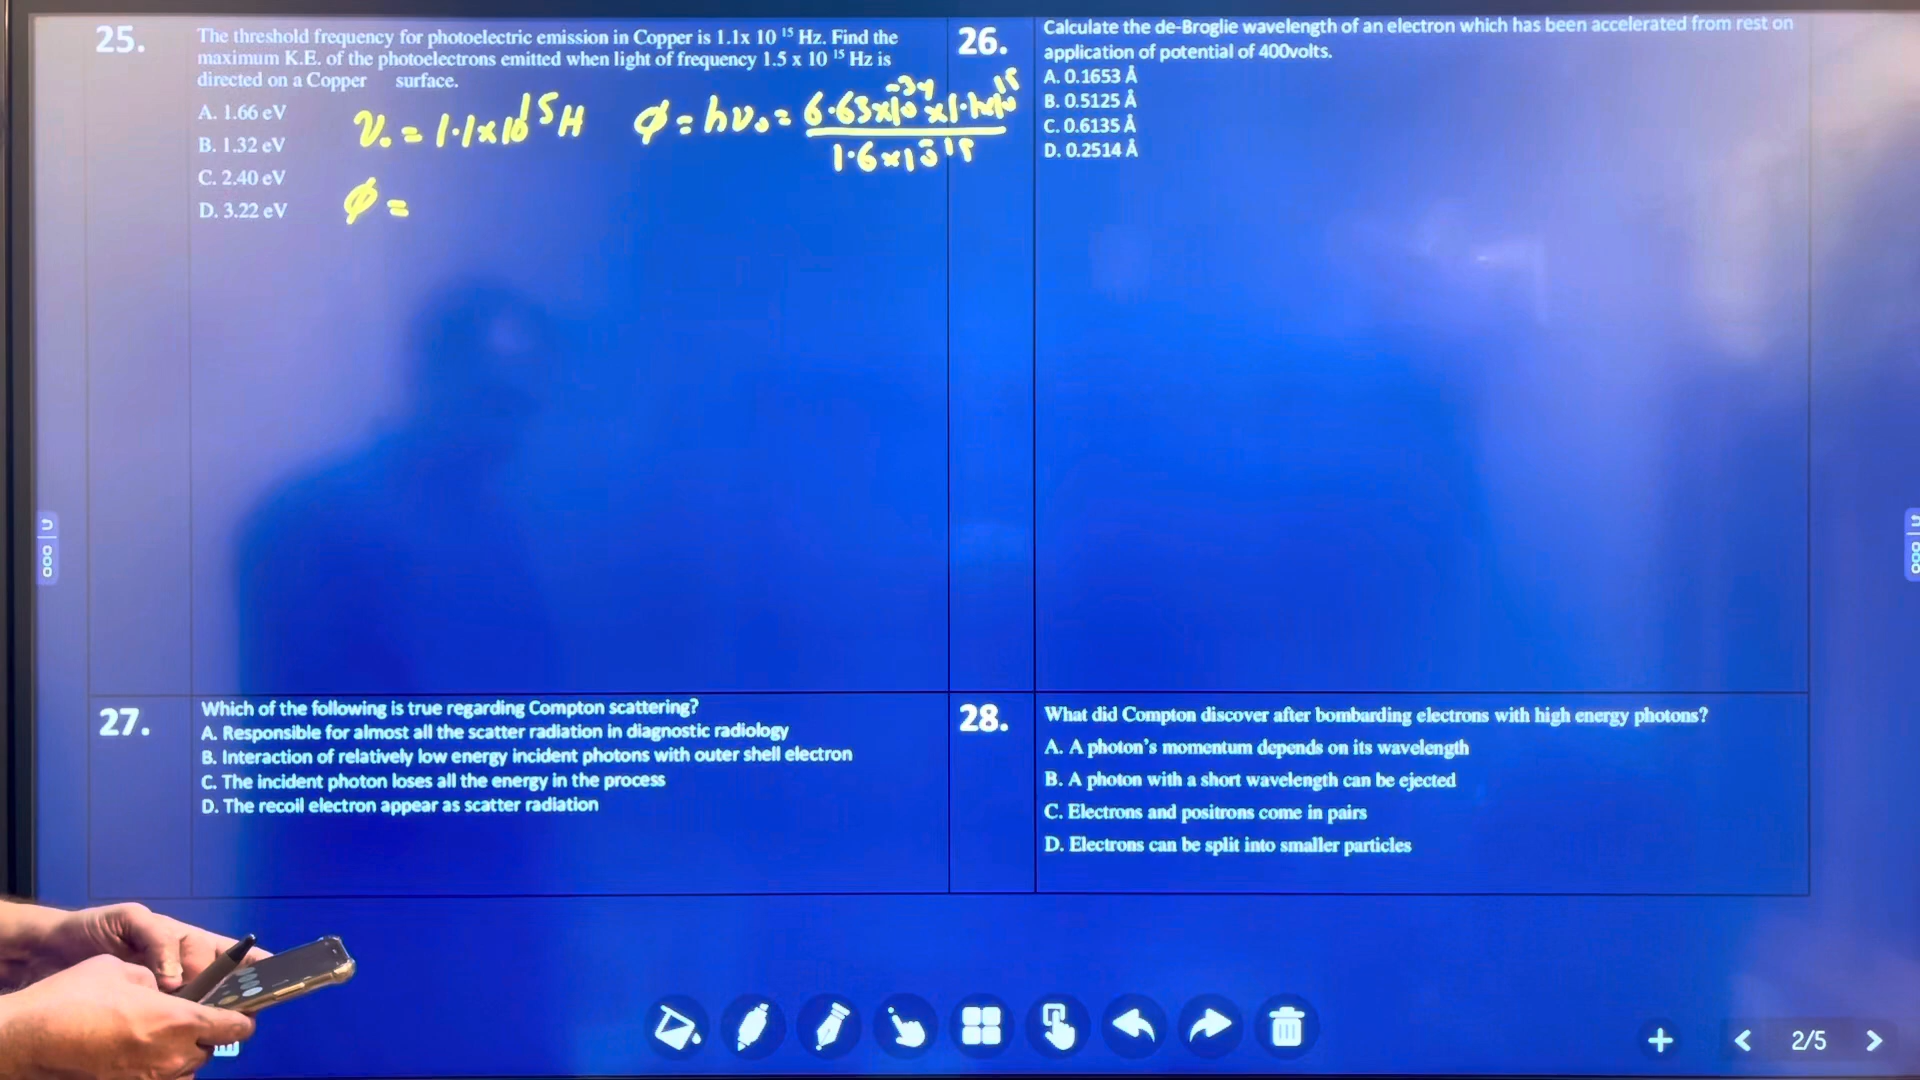 25.
The threshold frequency for photoelectric emission in Copper is 1.1x 10 ¹⁵ Hz. Find the
maximum K.E. of the photoelectrons emitted when light of frequency 1.5 x 10 ¹⁵ Hz is
directed on a Copper surface.
A. 1.66 eV
B. 1.32 eV
C. 2.40 eV
D. 3.22 eV
ν₀ = 1.1×10¹⁵H
ϕ = hν₀ = 6.63×10⁻³⁴×1.1×10¹⁵
1.6×10⁻¹⁹
ϕ =
26.
Calculate the de-Broglie wavelength of an electron which has been accelerated from rest on
application of potential of 400volts.
A. 0.1653 Å
B. 0.5125 Å
C. 0.6135 Å
D. 0.2514 Å
27.
Which of the following is true regarding Compton scattering?
A. Responsible for almost all the scatter radiation in diagnostic radiology
B. Interaction of relatively low energy incident photons with outer shell electron
C. The incident photon loses all the energy in the process
D. The recoil electron appear as scatter radiation
28.
What did Compton discover after bombarding electrons with high energy photons?
A. A photon's momentum depends on its wavelength
B. A photon with a short wavelength can be ejected
C. Electrons and positrons come in pairs
D. Electrons can be split into smaller particles
2/5